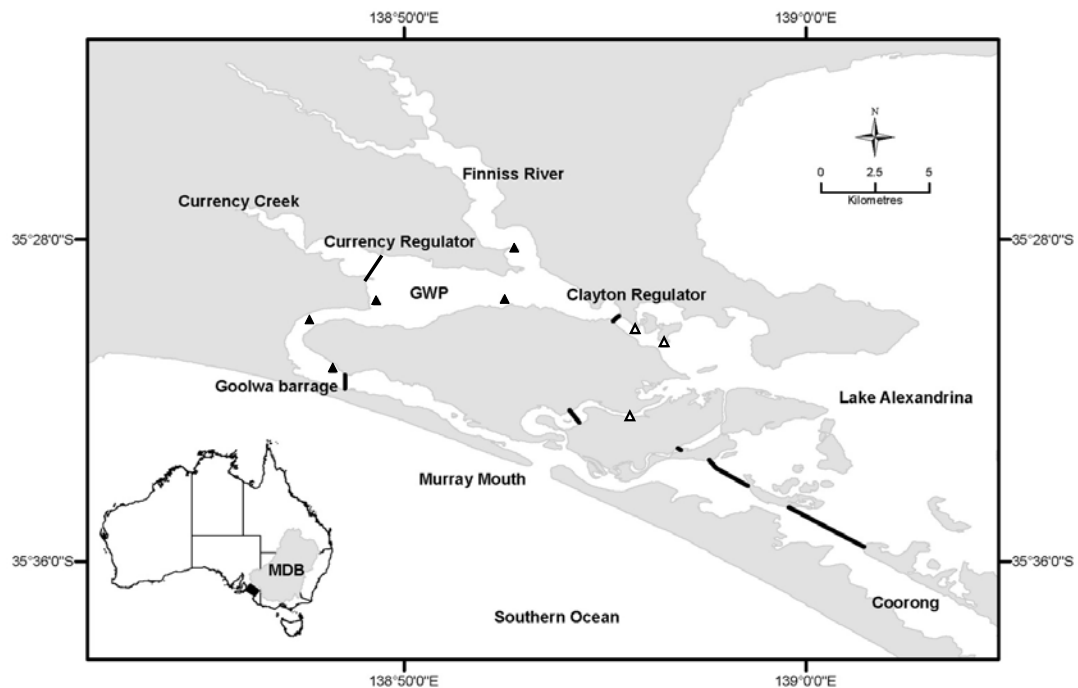 138°50'0"E 139°0'0"E
N
0 2.5 5
Kilometres
Finniss River
Currency Creek
35°28'0"S 35°28'0"S
Currency Regulator
GWP
Clayton Regulator
Goolwa barrage
Lake Alexandrina
Murray Mouth
35°36'0"S 35°36'0"S
MDB
Coorong
Southern Ocean
138°50'0"E 139°0'0"E